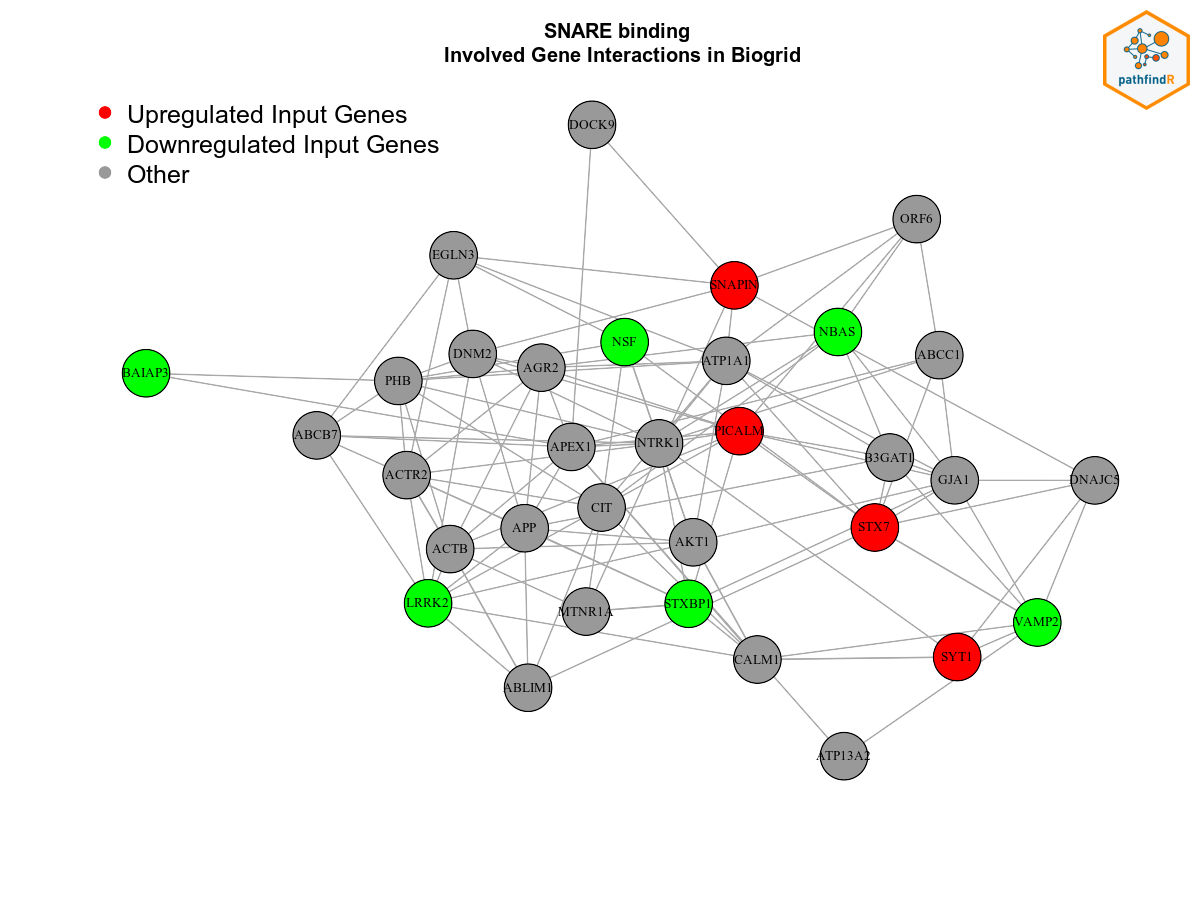 SNARE binding
Involved Gene Interactions in Biogrid
pathfindR
Upregulated Input Genes
Downregulated Input Genes
Other
DOCK9
ORF6
EGLN3
SNAPIN
NBAS
NSF
DNM2
ATP1A1
ABCC1
AGR2
BAIAP3
PHB
ABCB7
PICALM
NTRK1
APEX1
B3GAT1
ACTR2
GJA1
DNAJC5
CIT
APP
STX7
AKT1
ACTB
LRRK2
STXBP1
MTNR1A
VAMP2
CALM1
SYT1
ABLIM1
ATP13A2